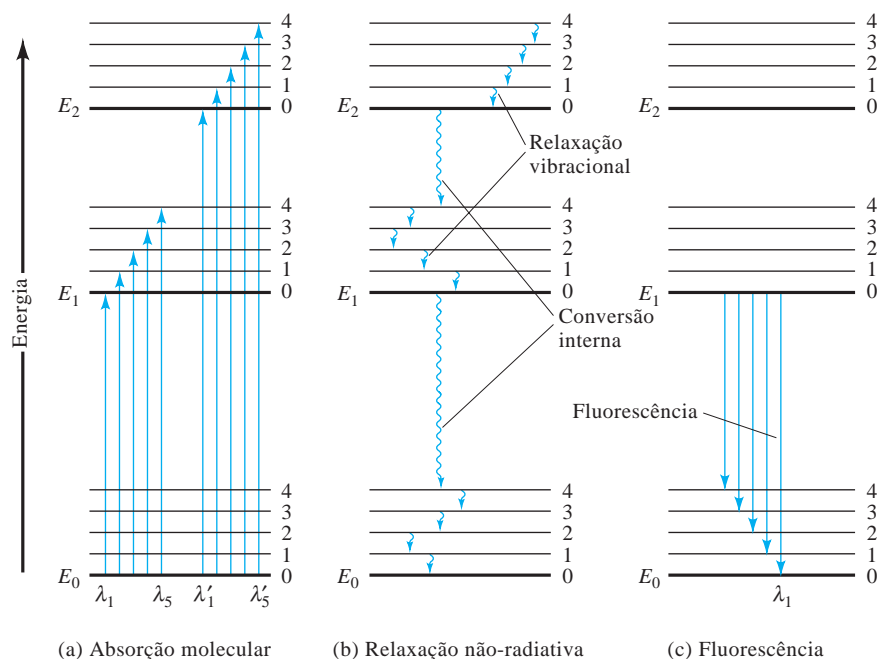 Energia
4
3
2
1
E2 0
4
3
2
1
E1 0
4
3
2
1
E0 0
λ1 λ5 λ′1 λ′5
(a) Absorção molecular
4
3
2
1
E2 0
Relaxação
vibracional
4
3
2
1
E1 0
Conversão
interna
4
3
2
1
E0 0
(b) Relaxação não-radiativa
4
3
2
1
E2 0
4
3
2
1
E1 0
Fluorescência
4
3
2
1
E0 0
λ1
(c) Fluorescência